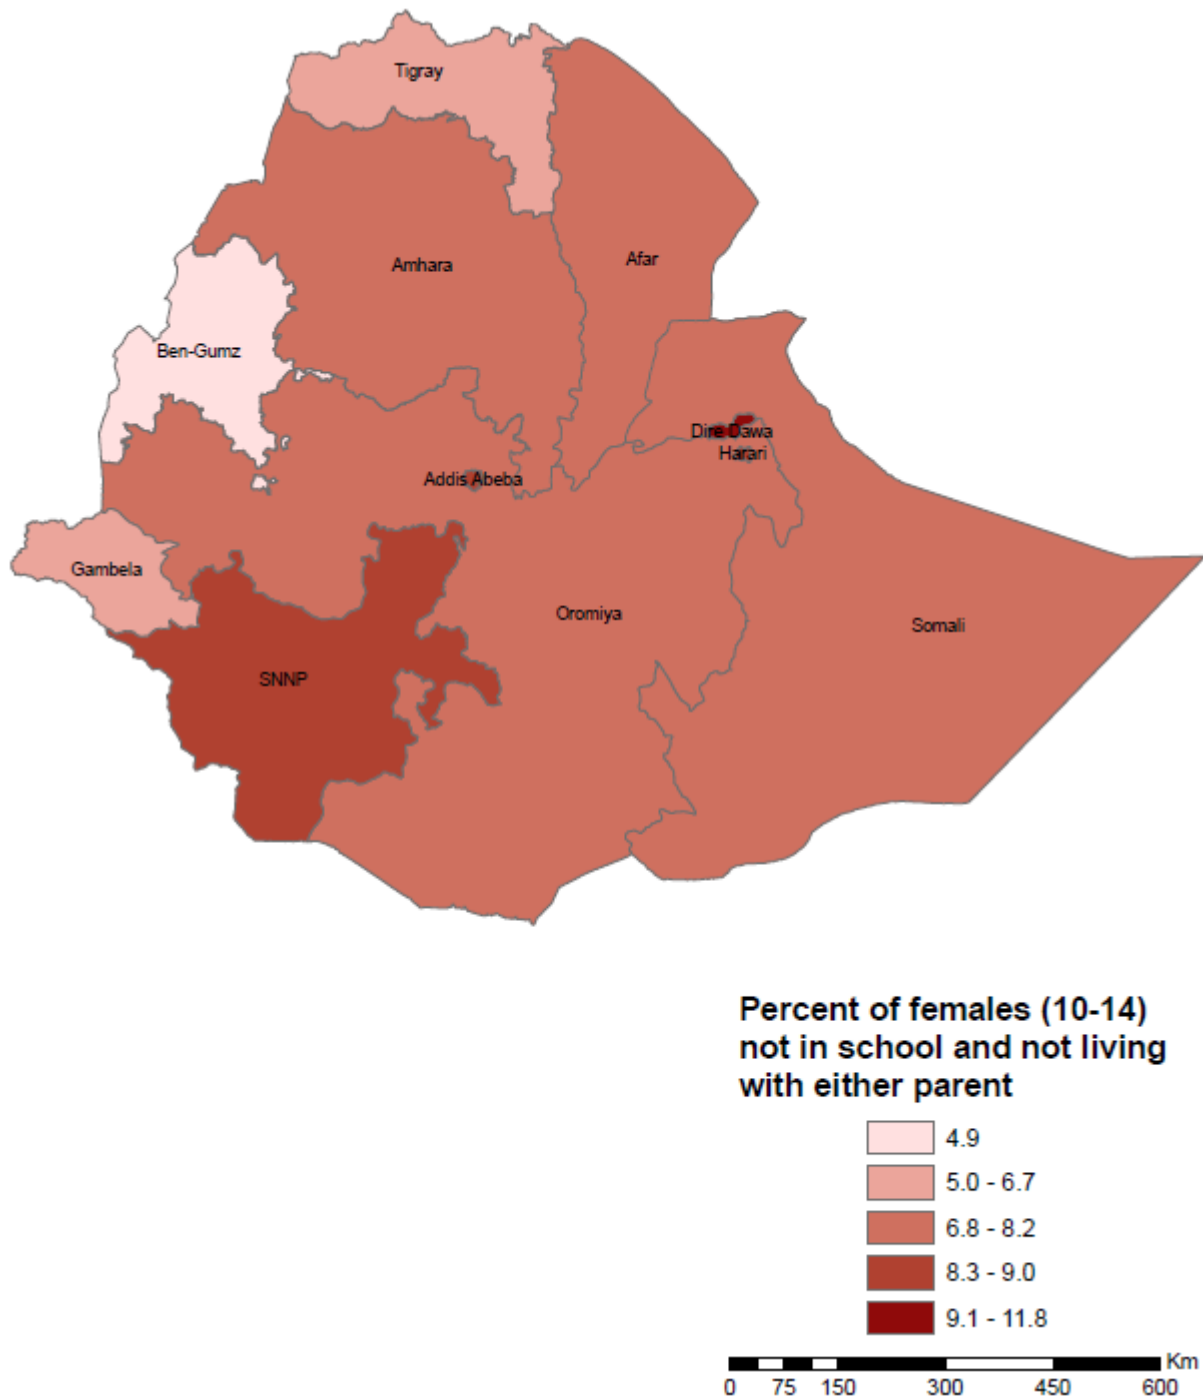 Tigray
Amhara
Afar
Ben-Gumz
Dire Dawa
Harari
Addis Abeba
Gambela
Oromiya
Somali
SNNP
Percent of females (10-14)
not in school and not living
with either parent
4.9
5.0 - 6.7
6.8 - 8.2
8.3 - 9.0
9.1 - 11.8
Km
0 75 150 300 450 600